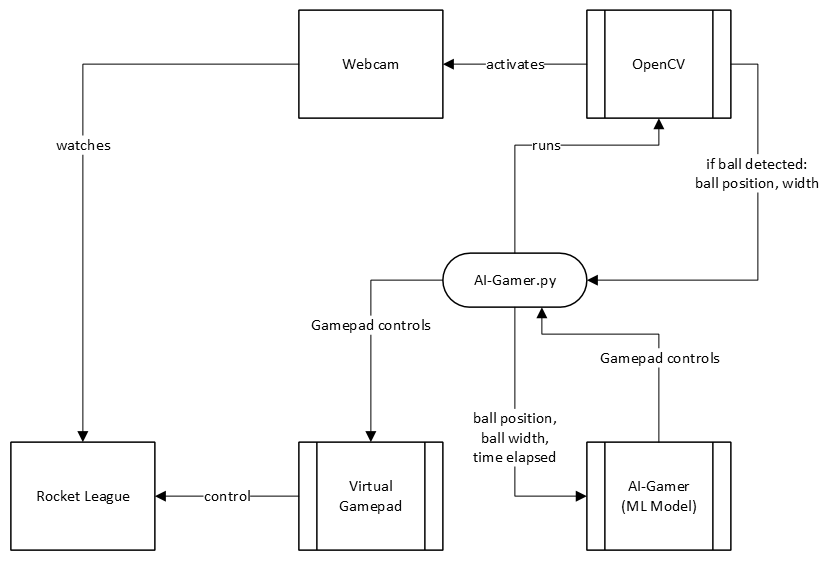 Webcam
activates
OpenCV
watches
runs
if ball detected:
ball position, width
AI-Gamer.py
Gamepad controls
Gamepad controls
ball position,
ball width,
time elapsed
Rocket League
control
Virtual
Gamepad
AI-Gamer
(ML Model)